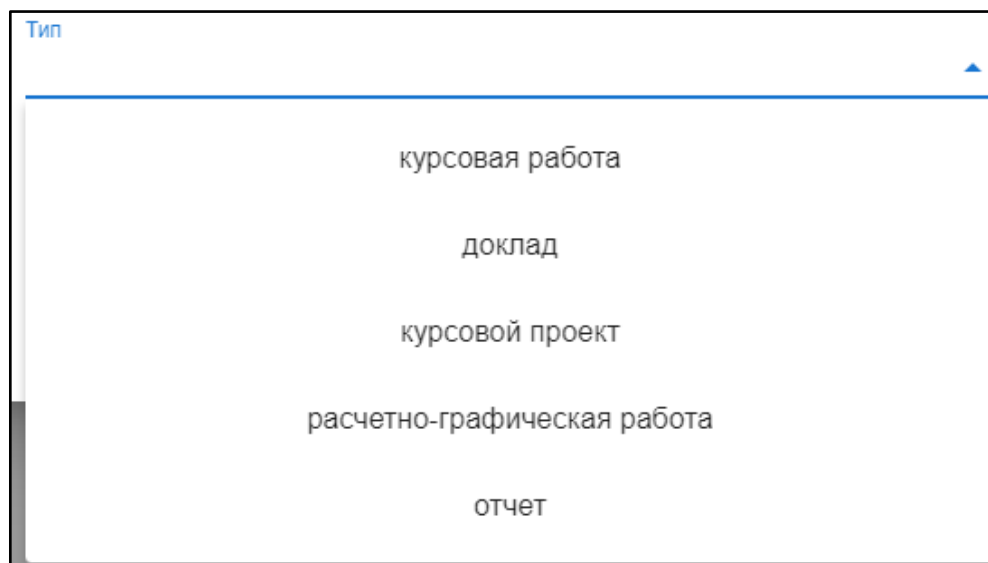 Тип
курсовая работа
доклад
курсовой проект
расчетно-графическая работа
отчет